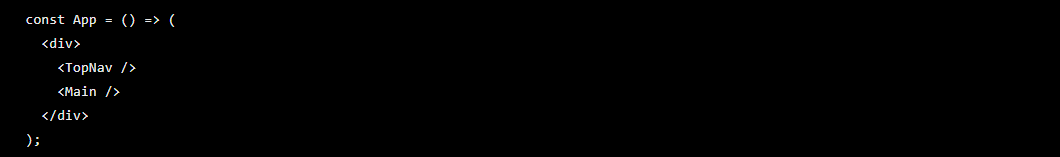 const App = () => (
  <div>
    <TopNav />
    <Main />
  </div>
);